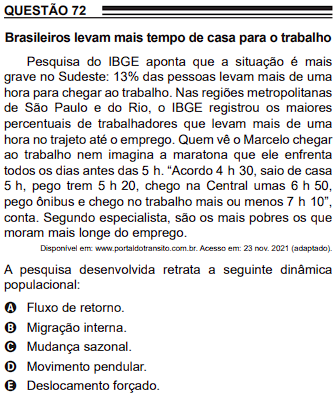 QUESTÃO 72
Brasileiros levam mais tempo de casa para o trabalho
Pesquisa do IBGE aponta que a situação é mais
grave no Sudeste: 13% das pessoas levam mais de uma
hora para chegar ao trabalho. Nas regiões metropolitanas
de São Paulo e do Rio, o IBGE registrou os maiores
percentuais de trabalhadores que levam mais de uma
hora no trajeto até o emprego. Quem vê o Marcelo chegar
ao trabalho nem imagina a maratona que ele enfrenta
todos os dias antes das 5 h. “Acordo 4 h 30, saio de casa
5 h, pego trem 5 h 20, chego na Central umas 6 h 50,
pego ônibus e chego no trabalho mais ou menos 7 h 10”,
conta. Segundo especialista, são os mais pobres os que
moram mais longe do emprego.
Disponível em: www.portaldotransito.com.br. Acesso em: 23 nov. 2021 (adaptado).
A pesquisa desenvolvida retrata a seguinte dinâmica
populacional:
A Fluxo de retorno.
B Migração interna.
C Mudança sazonal.
D Movimento pendular.
E Deslocamento forçado.